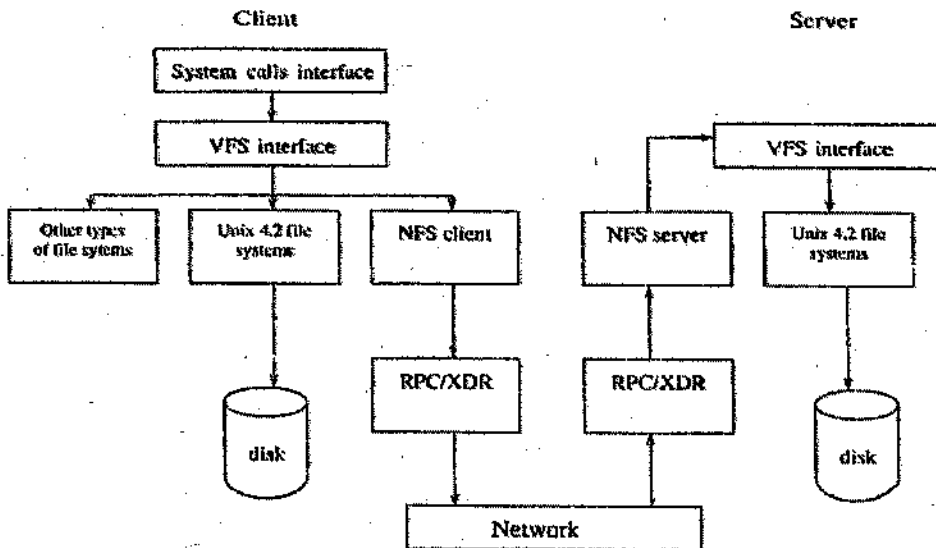 Client
Server
System calls interface
VFS interface
VFS interface
Other types
of file sytems
Unix 4.2 file
systems
NFS client
NFS server
Unix 4.2 file
systems
RPC/XDR
RPC/XDR
disk
disk
Network